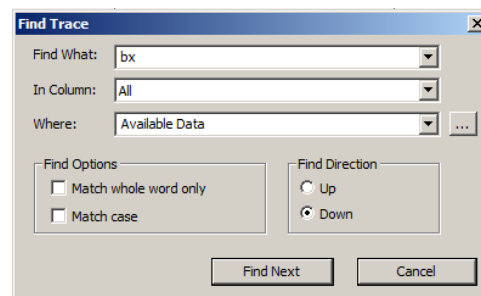 Find Trace
Find What: bx
In Column: All
Where: Available Data ...
Find Options Find Direction
Match whole word only Up
Match case Down
Find Next Cancel